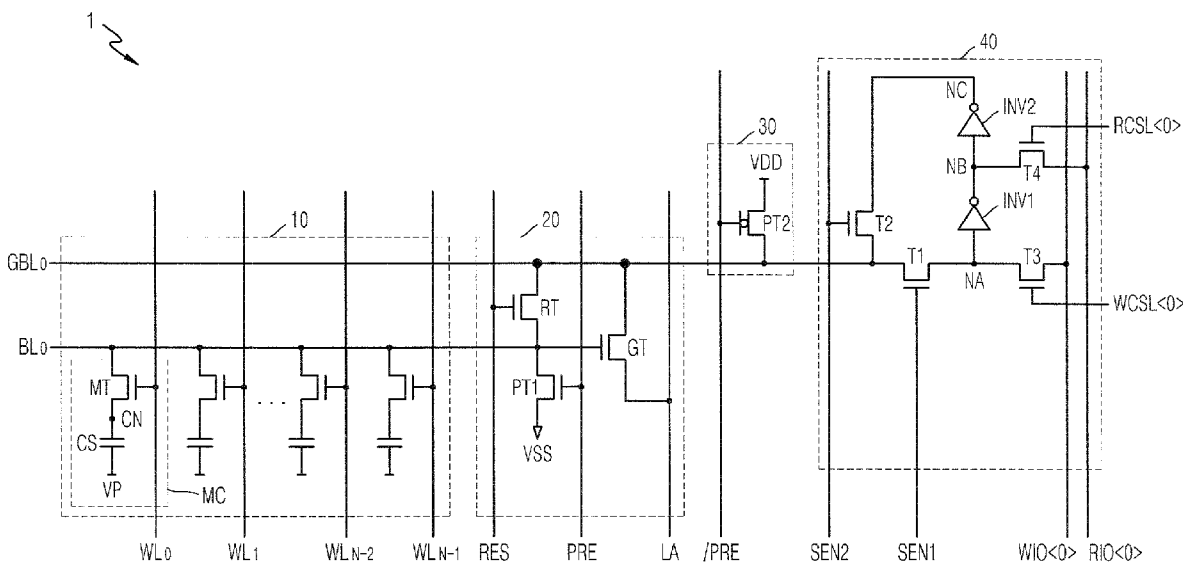 1
40
NC
INV2
RCSL<0>
30
VDD
NB
T4
10
20
PT2
T2
INV1
GBL0
T1
T3
NA
RT
WCSL<0>
BL0
GT
MT
PT1
CN
. . .
CS
VSS
VP
MC
WL0 WL1 WLN-2 WLN-1 RES PRE LA /PRE SEN2 SEN1 WIO<0> RIO<0>